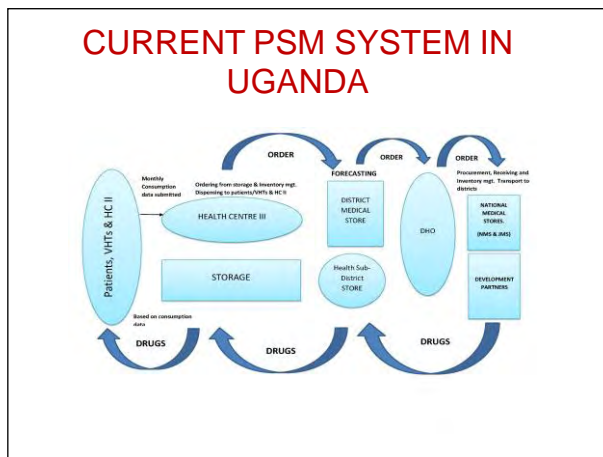 CURRENT PSM SYSTEM IN
UGANDA
ORDER
ORDER
ORDER
Monthly
Consumption
data submitted
Ordering from storage & Inventory mgt.
Dispensing to patients/VHTs & HC II
FORECASTING
Procurement, Receiving and
Inventory mgt. Transport to
districts
Patients, VHTs & HC II
HEALTH CENTRE III
DISTRICT
MEDICAL
STORE
DHO
NATIONAL
MEDICAL
STORES.
(NMS & JMS)
STORAGE
Health Sub-
District
STORE
DEVELOPMENT
PARTNERS
Based on consumption
data
DRUGS
DRUGS
DRUGS